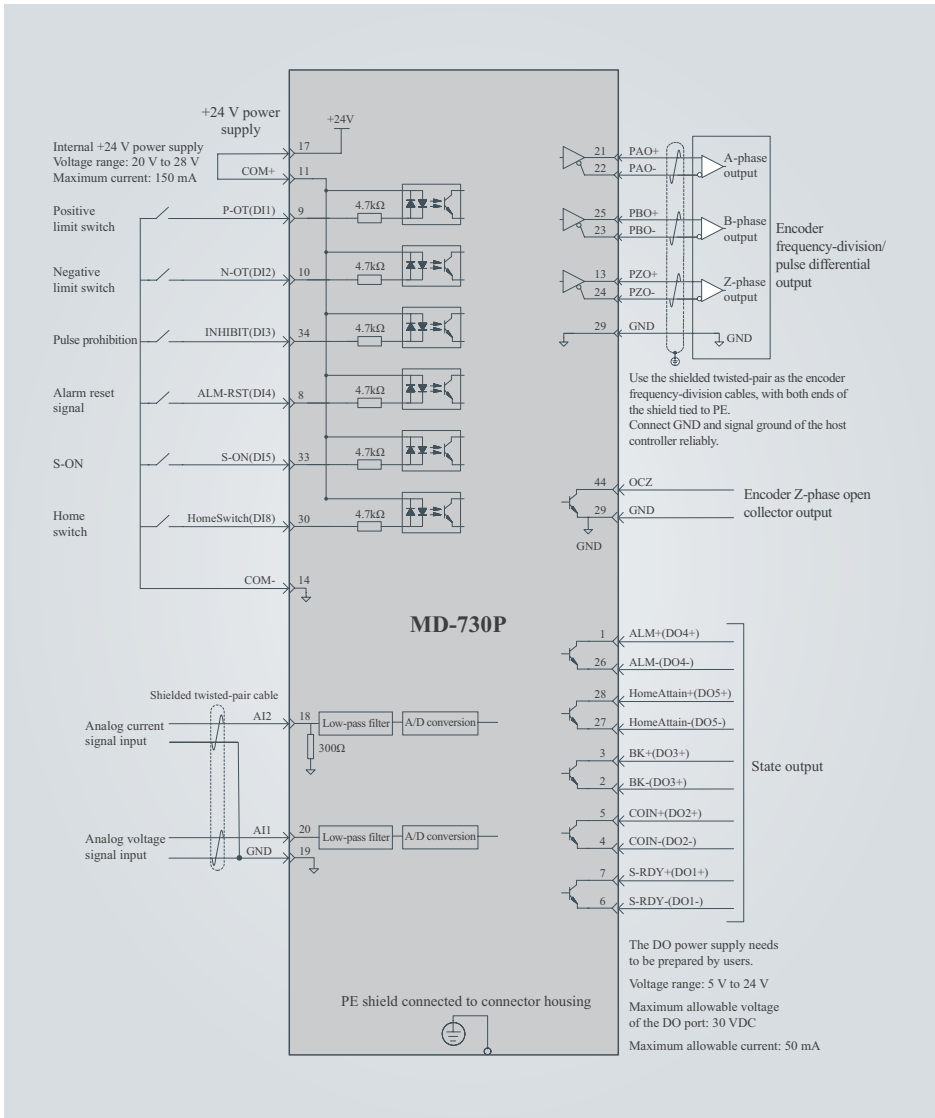 +24 V power
supply
Internal +24 V power supply
Voltage range: 20 V to 28 V
Maximum current: 150 mA
17
+24V
COM+
11
Positive
limit switch
P-OT(DI1)
9
4.7kΩ
Negative
limit switch
N-OT(DI2)
10
4.7kΩ
Pulse prohibition
INHIBIT(DI3)
34
4.7kΩ
Alarm reset
signal
ALM-RST(DI4)
8
4.7kΩ
S-ON
S-ON(DI5)
33
4.7kΩ
Home
switch
HomeSwitch(DI8)
30
4.7kΩ
COM-
14
MD-730P
Shielded twisted-pair cable
Analog current
signal input
AI2
18
Low-pass filter
A/D conversion
300Ω
Analog voltage
signal input
AI1
20
Low-pass filter
A/D conversion
GND
19
PE shield connected to connector housing
21
PAO+
22
PAO-
A-phase
output
25
PBO+
23
PBO-
B-phase
output
13
PZO+
24
PZO-
Z-phase
output
29
GND
GND
Encoder
frequency-division/
pulse differential
output
Use the shielded twisted-pair as the encoder
frequency-division cables, with both ends of
the shield tied to PE.
Connect GND and signal ground of the host
controller reliably.
44
OCZ
29
GND
GND
Encoder Z-phase open
collector output
1
ALM+(DO4+)
26
ALM-(DO4-)
28
HomeAttain+(DO5+)
27
HomeAttain-(DO5-)
3
BK+(DO3+)
2
BK-(DO3+)
5
COIN+(DO2+)
4
COIN-(DO2-)
7
S-RDY+(DO1+)
6
S-RDY-(DO1-)
State output
The DO power supply needs
to be prepared by users.
Voltage range: 5 V to 24 V
Maximum allowable voltage
of the DO port: 30 VDC
Maximum allowable current: 50 mA